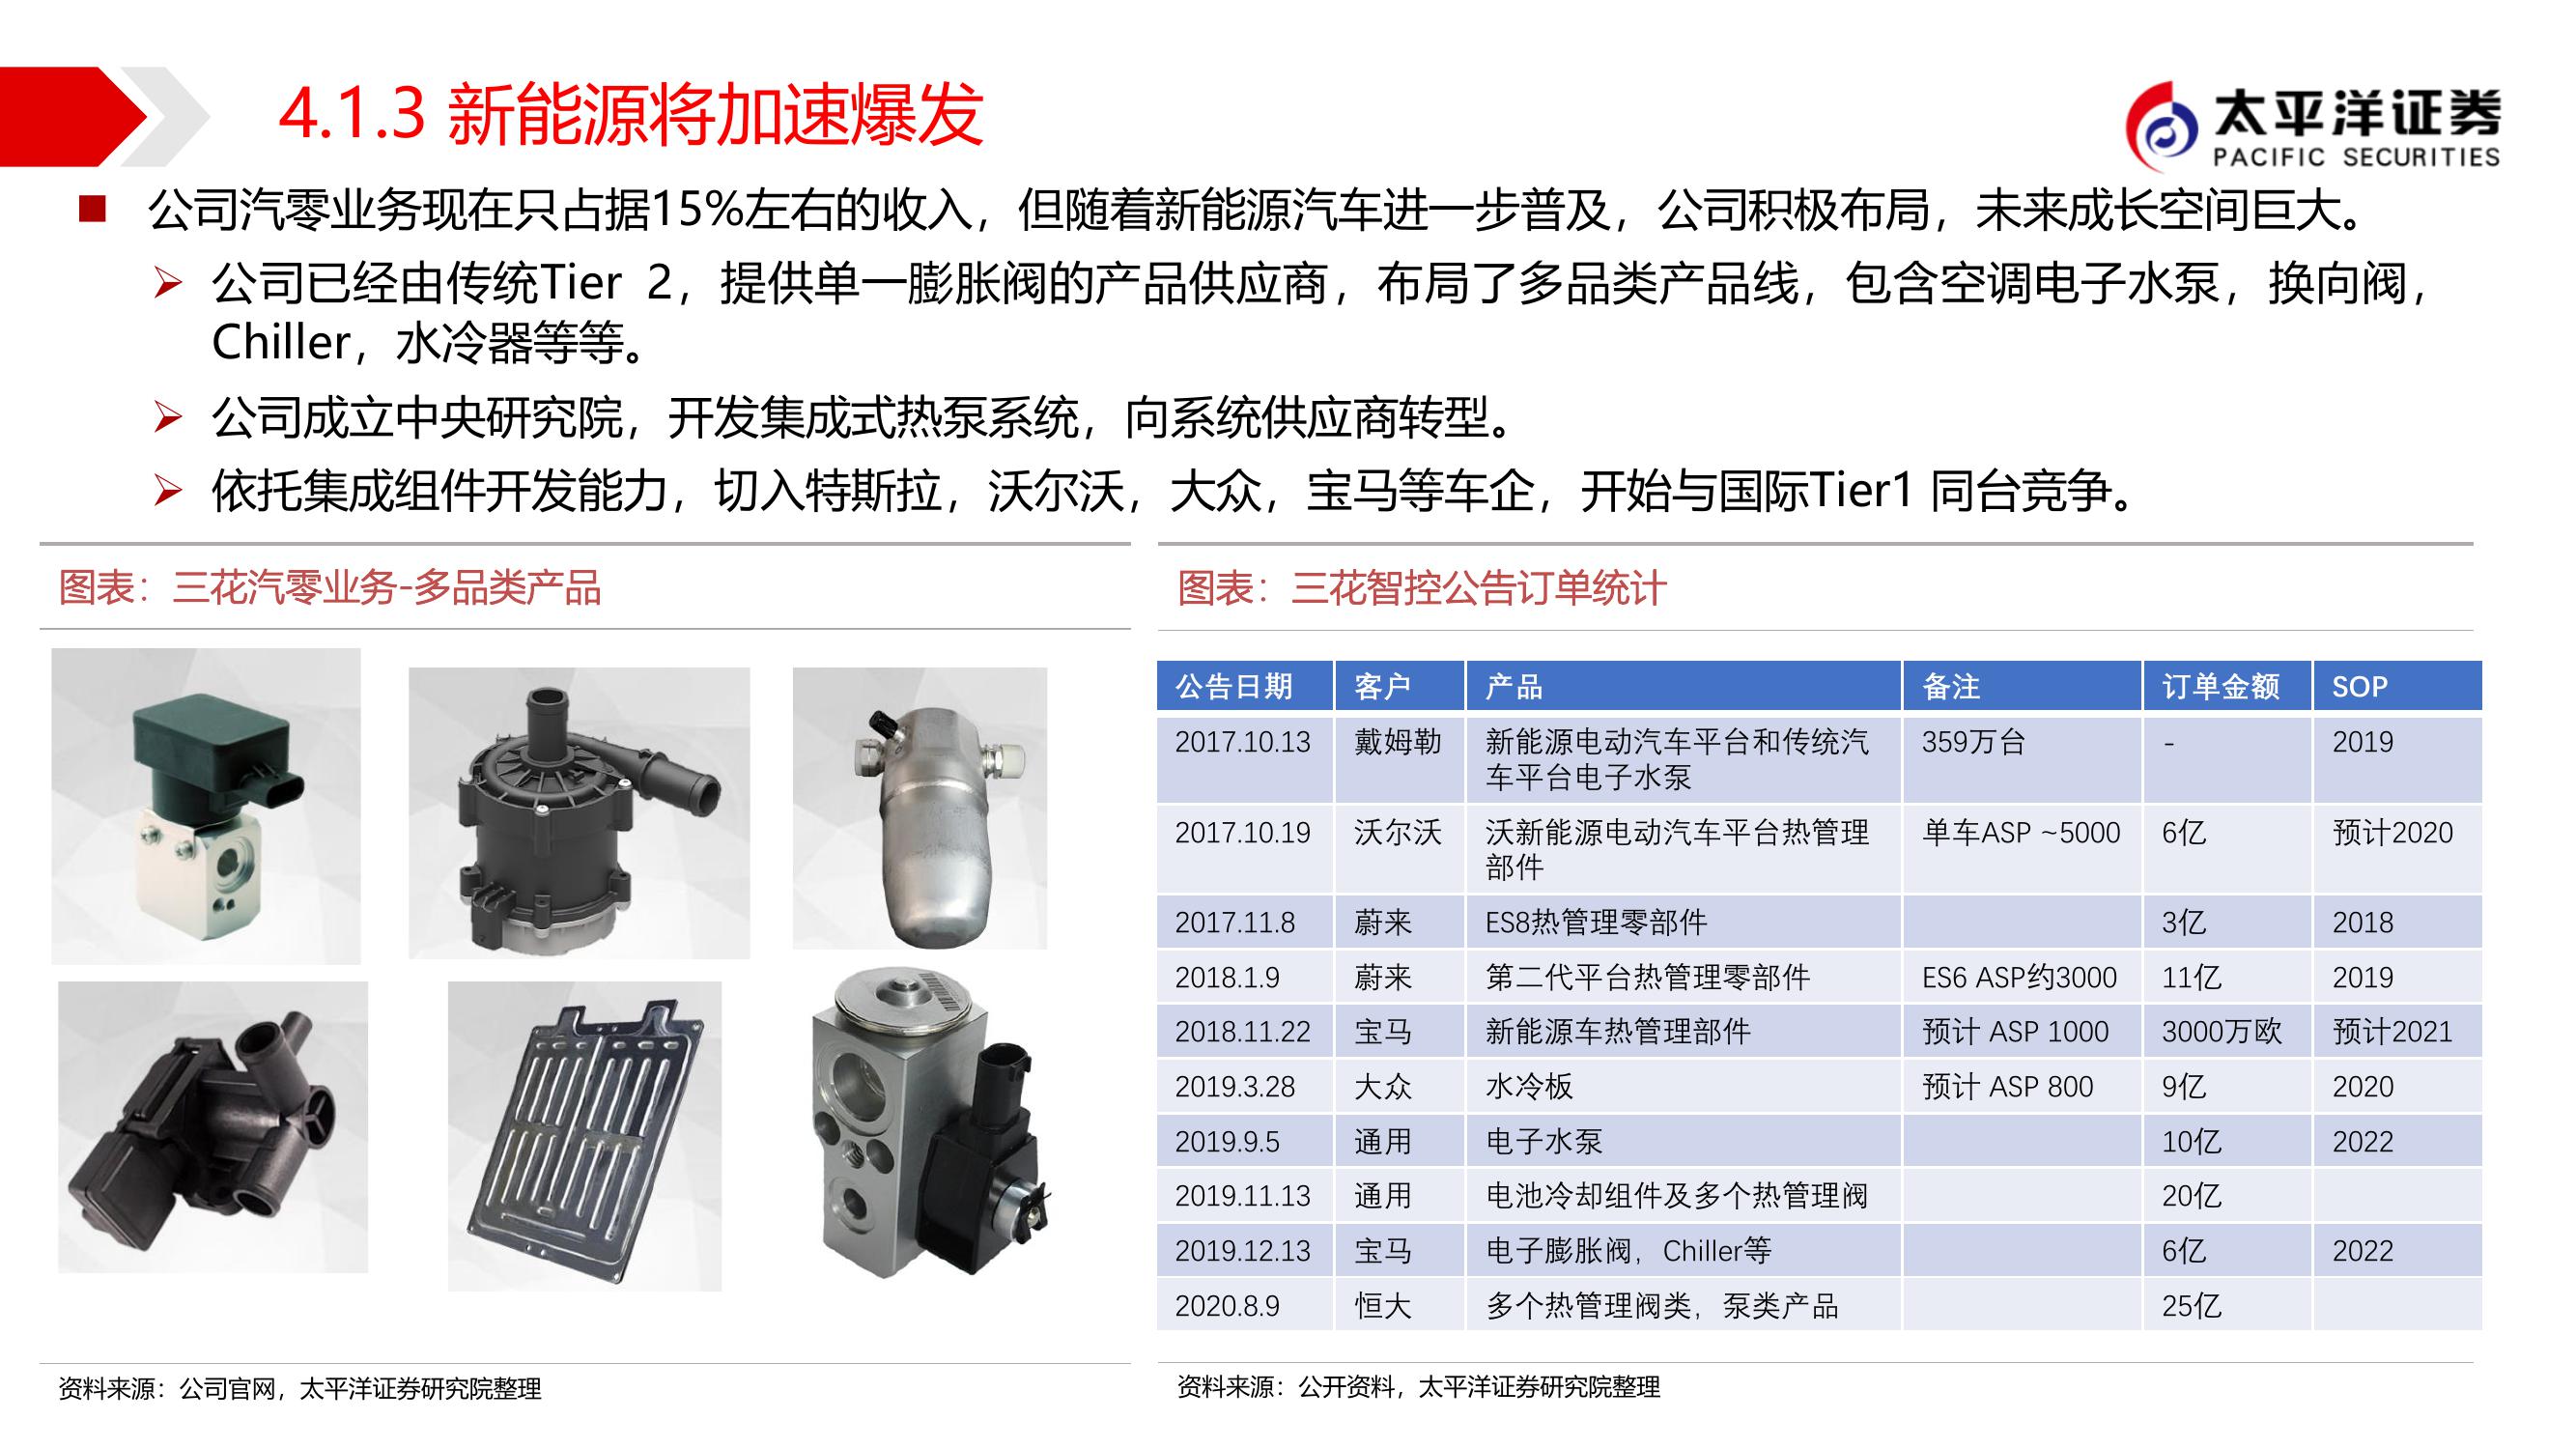 4.1.3 新能源将加速爆发
太平洋证券
PACIFIC SECURITIES
公司汽零业务现在只占据15%左右的收入，但随着新能源汽车进一步普及，公司积极布局，未来成长空间巨大。
公司已经由传统Tier 2，提供单一膨胀阀的产品供应商，布局了多品类产品线，包含空调电子水泵，换向阀，
Chiller，水冷器等等。
公司成立中央研究院，开发集成式热泵系统，向系统供应商转型。
依托集成组件开发能力，切入特斯拉，沃尔沃，大众，宝马等车企，开始与国际Tier1 同台竞争。
图表：三花汽零业务-多品类产品
图表：三花智控公告订单统计
公告日期 客户 产品 备注 订单金额 SOP
2017.10.13 戴姆勒 新能源电动汽车平台和传统汽 359万台 - 2019
车平台电子水泵
2017.10.19 沃尔沃 沃新能源电动汽车平台热管理 单车ASP ~5000 6亿 预计2020
部件
2017.11.8 蔚来 ES8热管理零部件 3亿 2018
2018.1.9 蔚来 第二代平台热管理零部件 ES6 ASP约3000 11亿 2019
2018.11.22 宝马 新能源车热管理部件 预计 ASP 1000 3000万欧 预计2021
2019.3.28 大众 水冷板 预计 ASP 800 9亿 2020
2019.9.5 通用 电子水泵 10亿 2022
2019.11.13 通用 电池冷却组件及多个热管理阀 20亿
2019.12.13 宝马 电子膨胀阀，Chiller等 6亿 2022
2020.8.9 恒大 多个热管理阀类，泵类产品 25亿
资料来源：公司官网，太平洋证券研究院整理
资料来源：公开资料，太平洋证券研究院整理